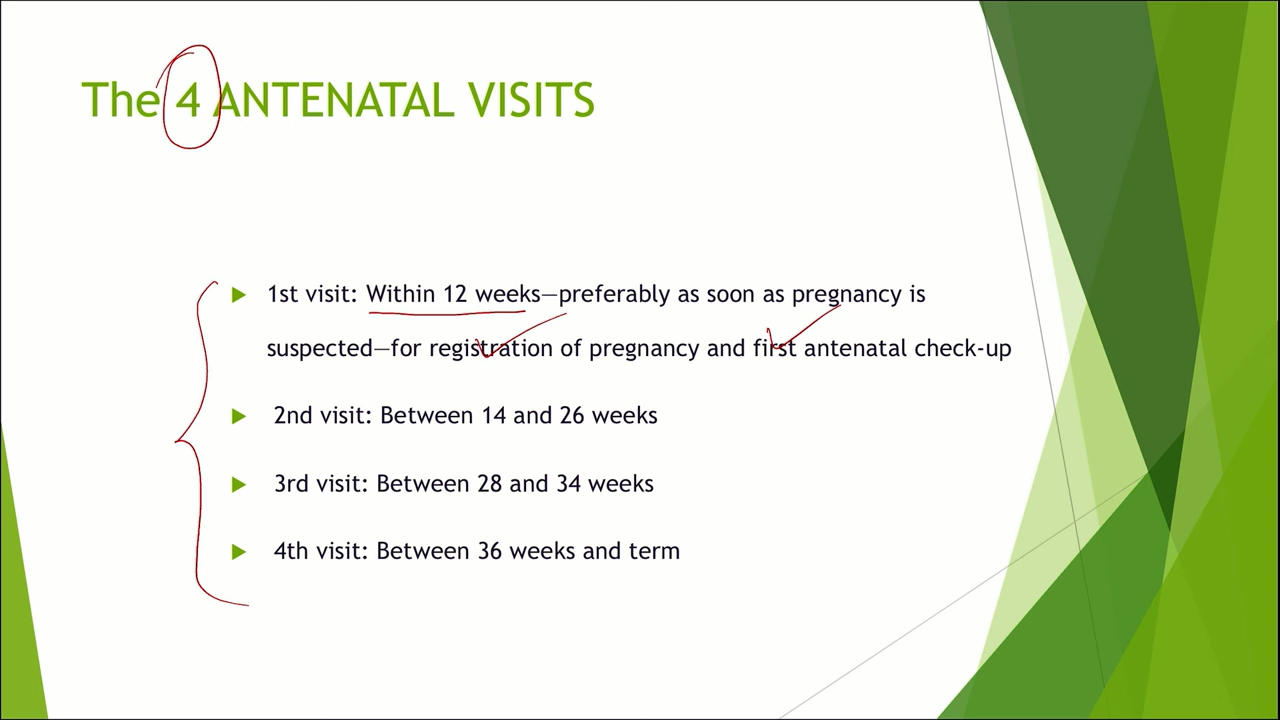 The 4 ANTENATAL VISITS
1st visit: Within 12 weeks—preferably as soon as pregnancy is
suspected—for registration of pregnancy and first antenatal check-up
2nd visit: Between 14 and 26 weeks
3rd visit: Between 28 and 34 weeks
4th visit: Between 36 weeks and term